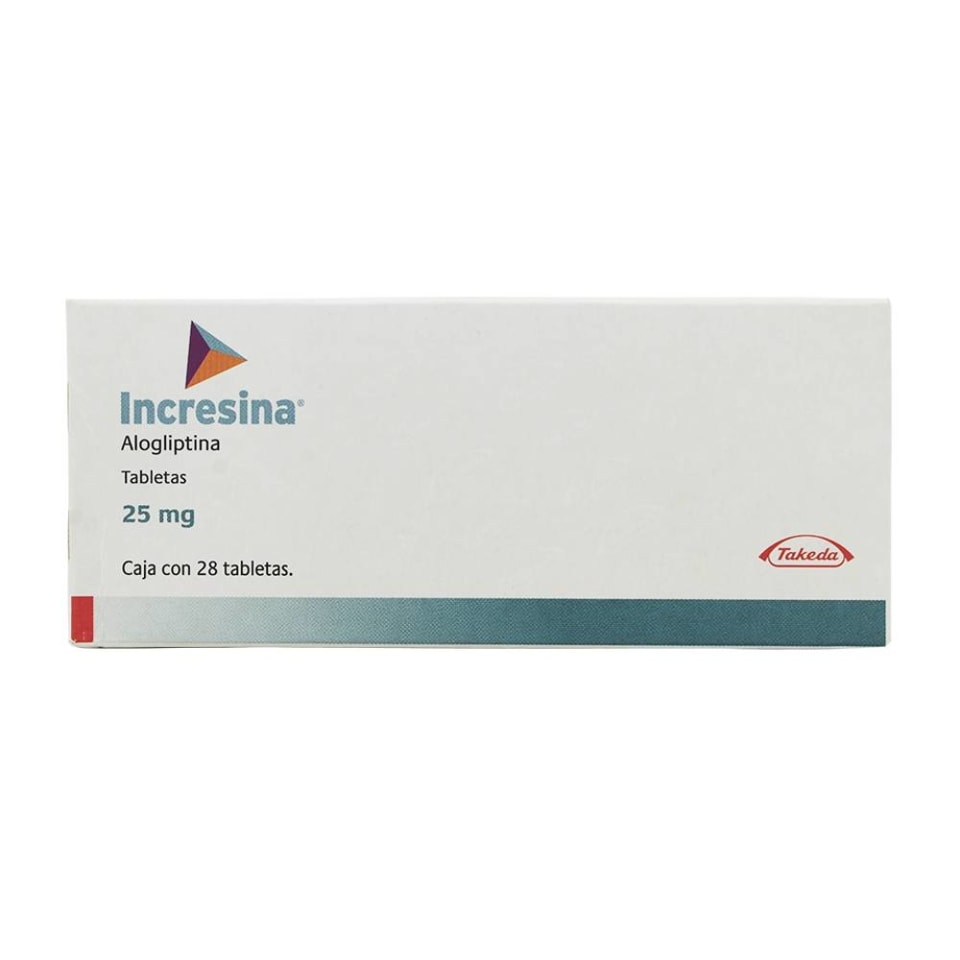 Incresina®
Alogliptina
Tabletas
25 mg
Caja con 28 tabletas.
Takeda